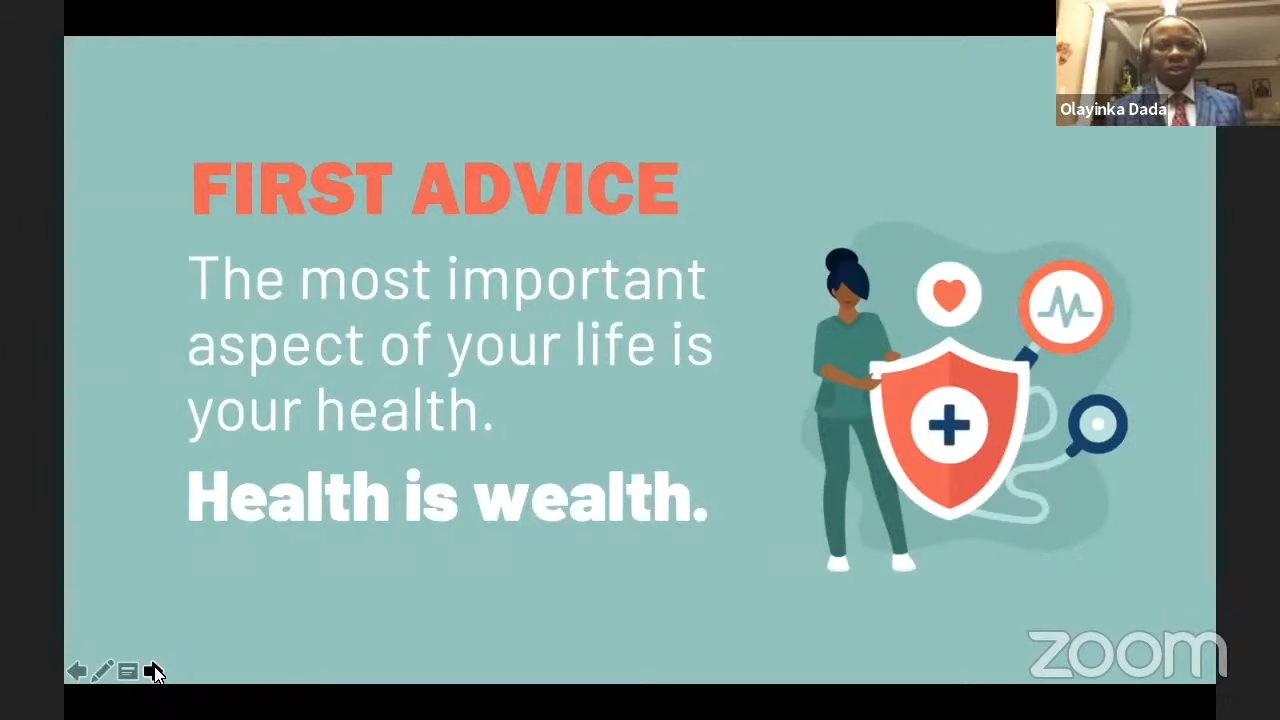 Olayinka Dada
FIRST ADVICE
The most important
aspect of your life is
your health.
Health is wealth.
zoom